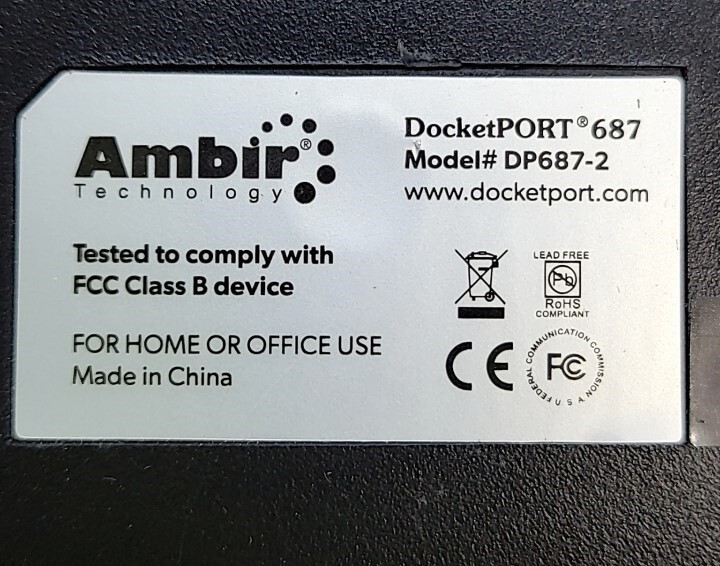 Ambir®
Technology
DocketPORT® 687
Model# DP687-2
www.docketport.com
Tested to comply with
FCC Class B device
FOR HOME OR OFFICE USE
Made in China
LEAD FREE
Pb
RoHS
COMPLIANT
CE
FEDERAL COMMUNICATION COMMISSION U.S.A.
FC